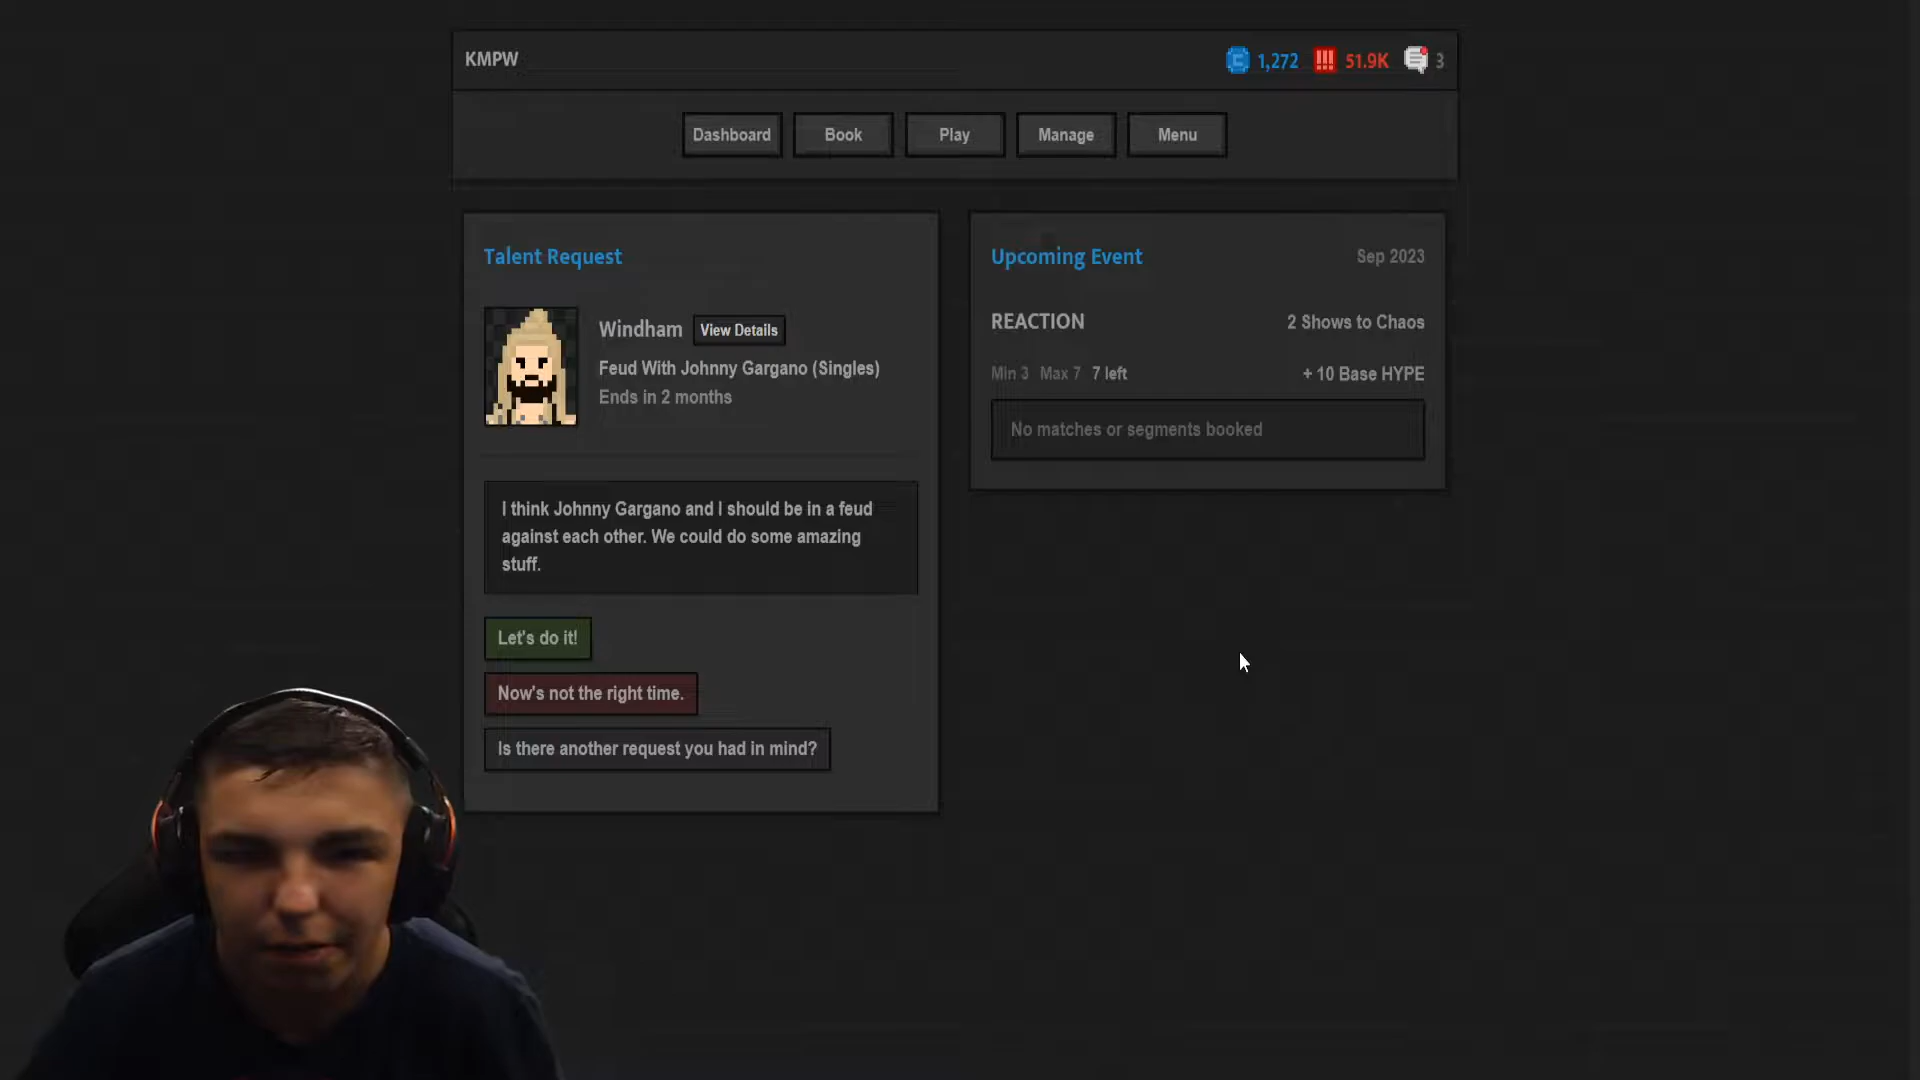 KMPW
1,272
51.9K
3
Dashboard
Book
Play
Manage
Menu
Talent Request
Windham
View Details
Feud With Johnny Gargano (Singles)
Ends in 2 months
I think Johnny Gargano and I should be in a feud
against each other. We could do some amazing
stuff.
Let's do it!
Now's not the right time.
Is there another request you had in mind?
Upcoming Event
Sep 2023
REACTION
2 Shows to Chaos
Min 3 Max 7 7 left
+ 10 Base HYPE
No matches or segments booked